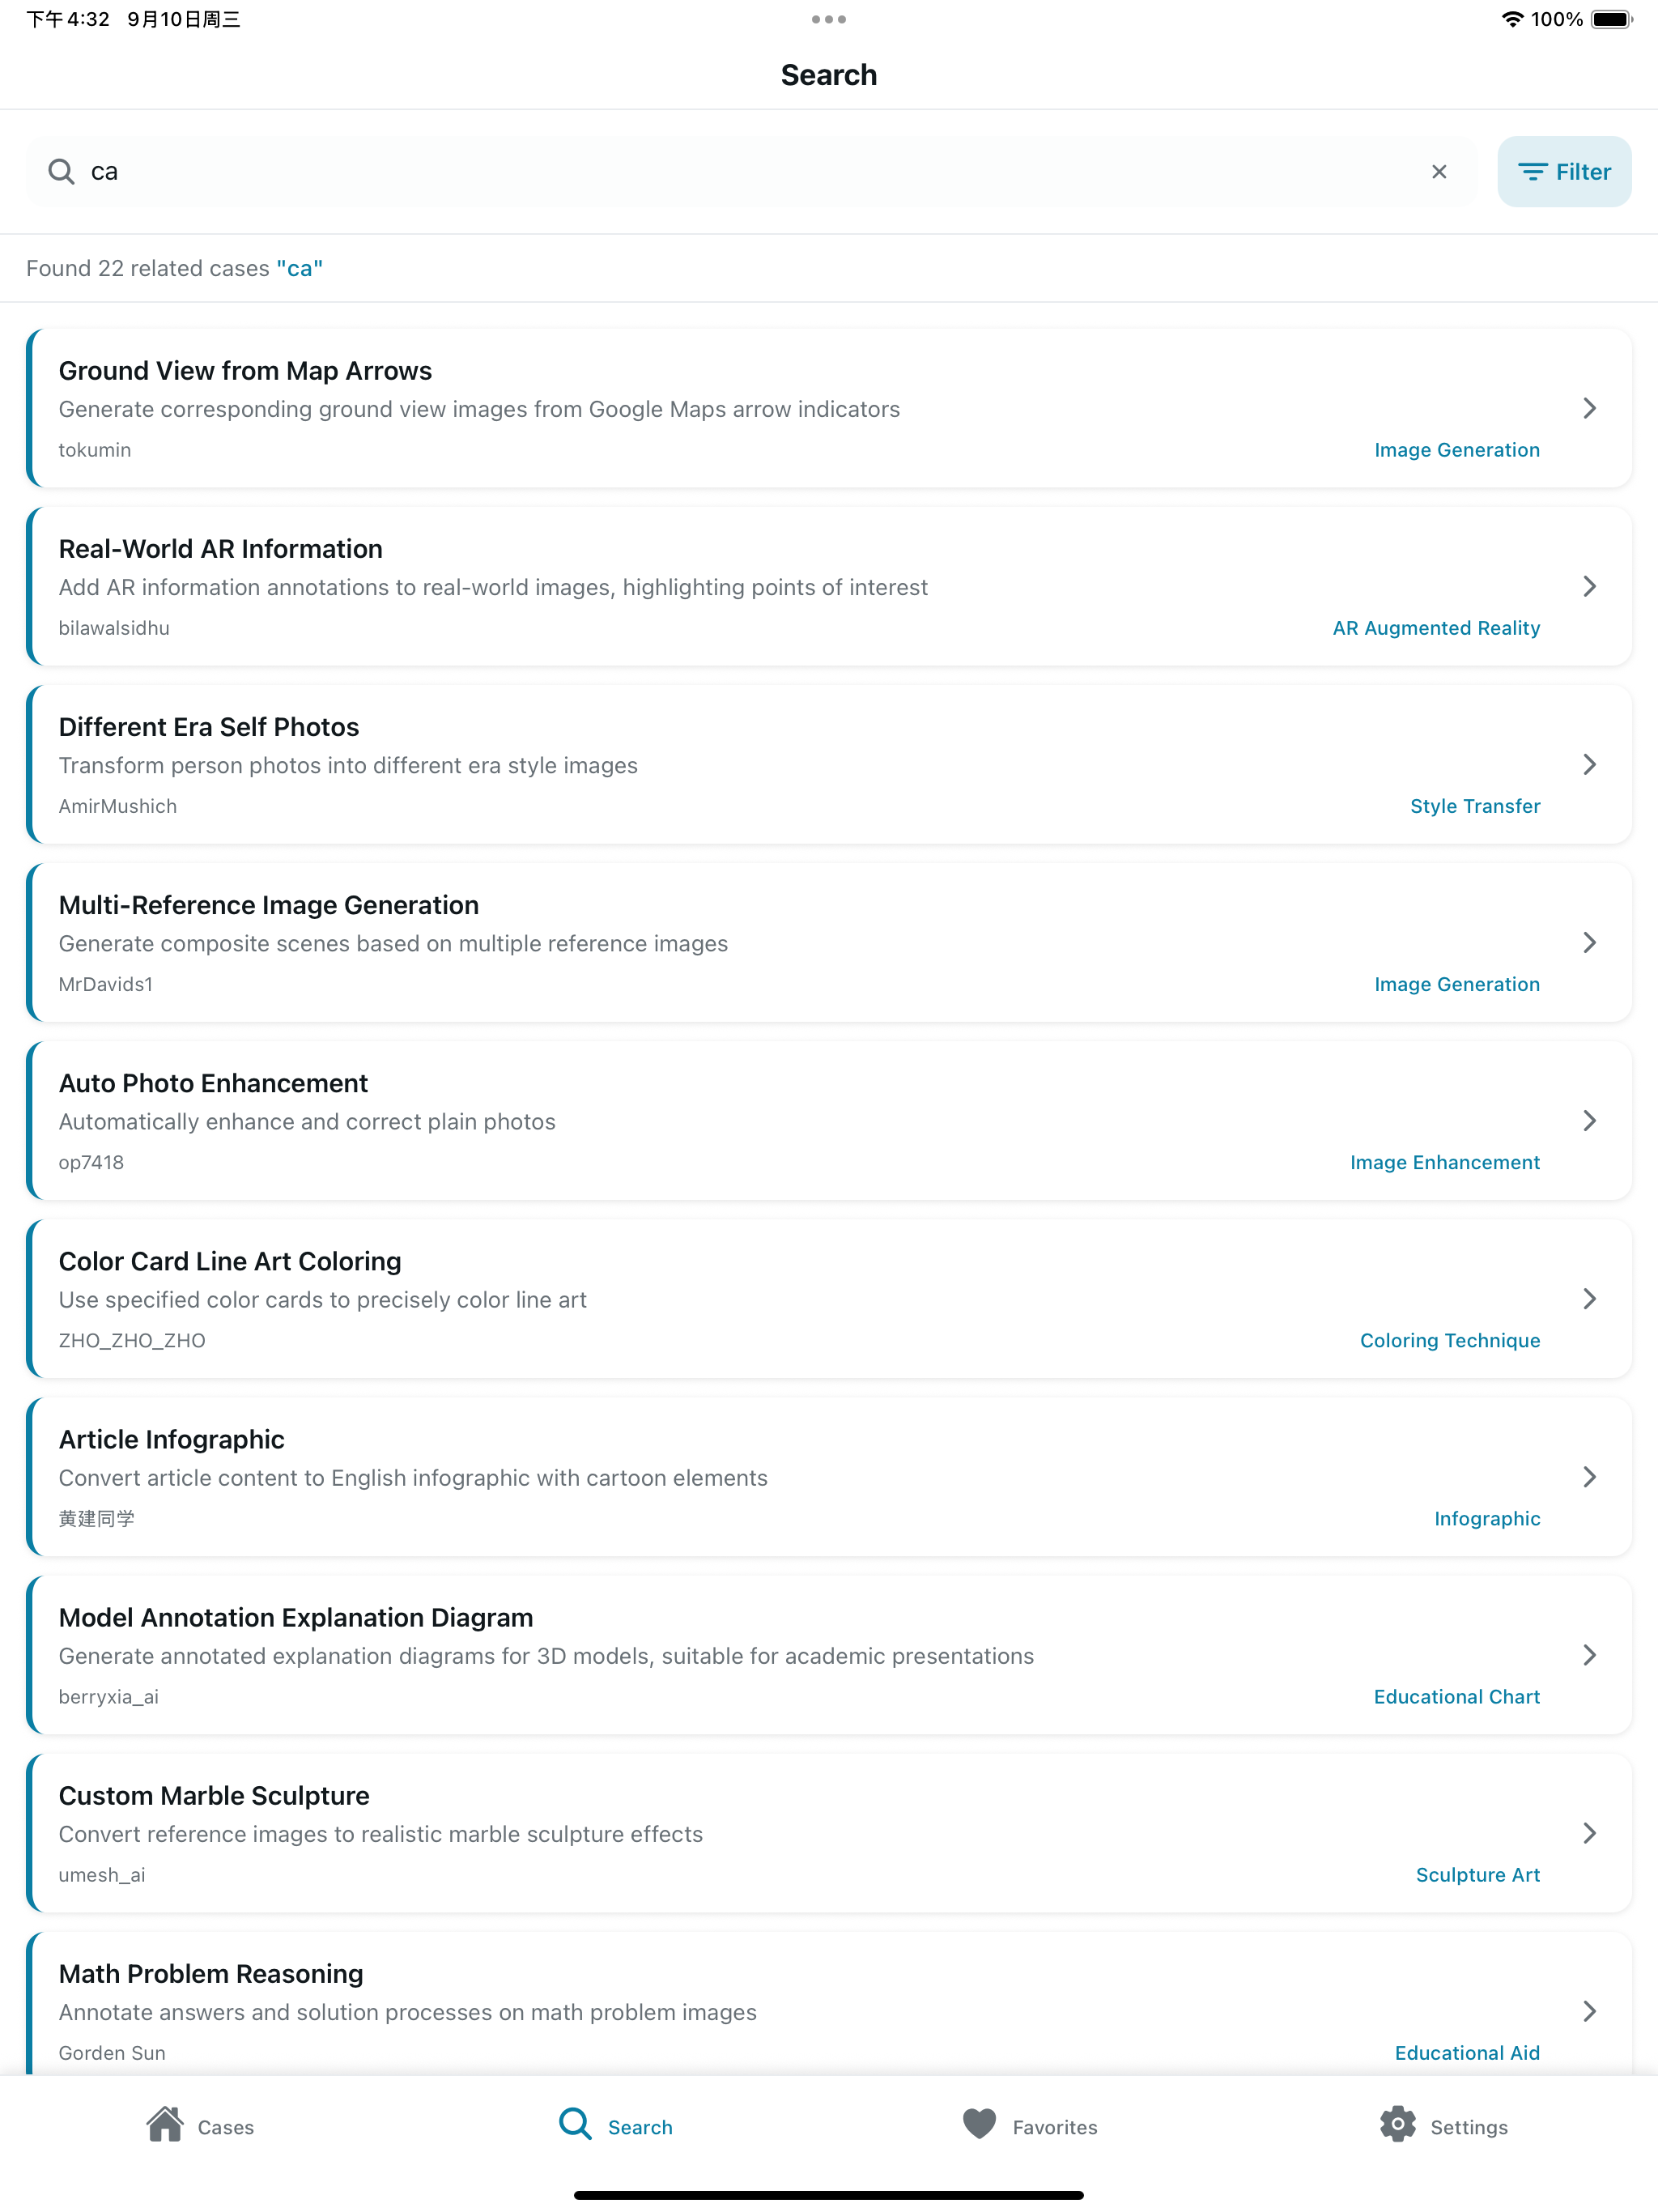 下午4:32 9月10日周三
100%
Search
ca
Filter
Found 22 related cases "ca"
Ground View from Map Arrows
Generate corresponding ground view images from Google Maps arrow indicators
tokumin
Image Generation
Real-World AR Information
Add AR information annotations to real-world images, highlighting points of interest
bilawalsidhu
AR Augmented Reality
Different Era Self Photos
Transform person photos into different era style images
AmirMushich
Style Transfer
Multi-Reference Image Generation
Generate composite scenes based on multiple reference images
MrDavids1
Image Generation
Auto Photo Enhancement
Automatically enhance and correct plain photos
op7418
Image Enhancement
Color Card Line Art Coloring
Use specified color cards to precisely color line art
ZHO_ZHO_ZHO
Coloring Technique
Article Infographic
Convert article content to English infographic with cartoon elements
黄建同学
Infographic
Model Annotation Explanation Diagram
Generate annotated explanation diagrams for 3D models, suitable for academic presentations
berryxia_ai
Educational Chart
Custom Marble Sculpture
Convert reference images to realistic marble sculpture effects
umesh_ai
Sculpture Art
Math Problem Reasoning
Annotate answers and solution processes on math problem images
Gorden Sun
Educational Aid
Cases
Search
Favorites
Settings